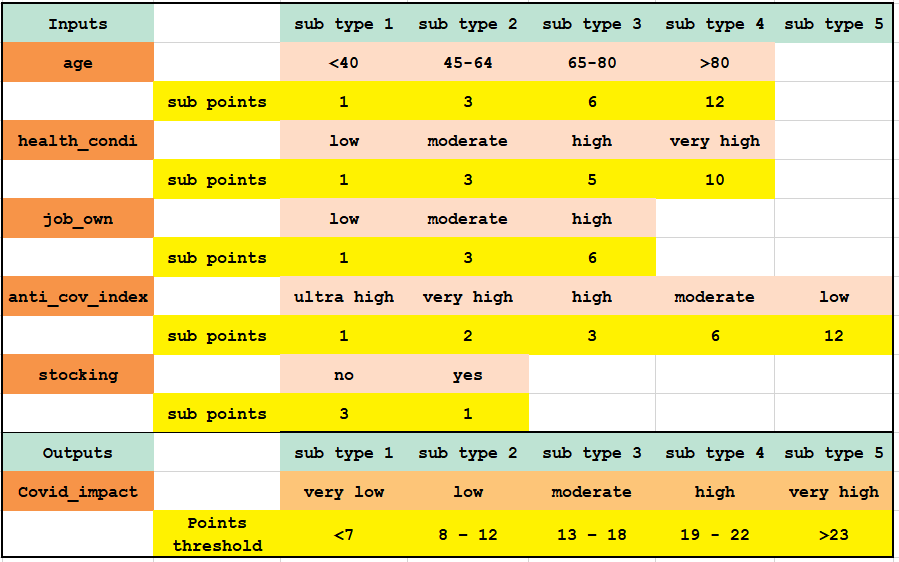 Inputs sub type 1 sub type 2 sub type 3 sub type 4 sub type 5
age <40 45-64 65-80 >80
sub points 1 3 6 12
health_condi low moderate high very high
sub points 1 3 5 10
job_own low moderate high
sub points 1 3 6
anti_cov_index ultra high very high high moderate low
sub points 1 2 3 6 12
stocking no yes
sub points 3 1
Outputs sub type 1 sub type 2 sub type 3 sub type 4 sub type 5
Covid_impact very low low moderate high very high
Points
threshold <7 8 – 12 13 – 18 19 – 22 >23